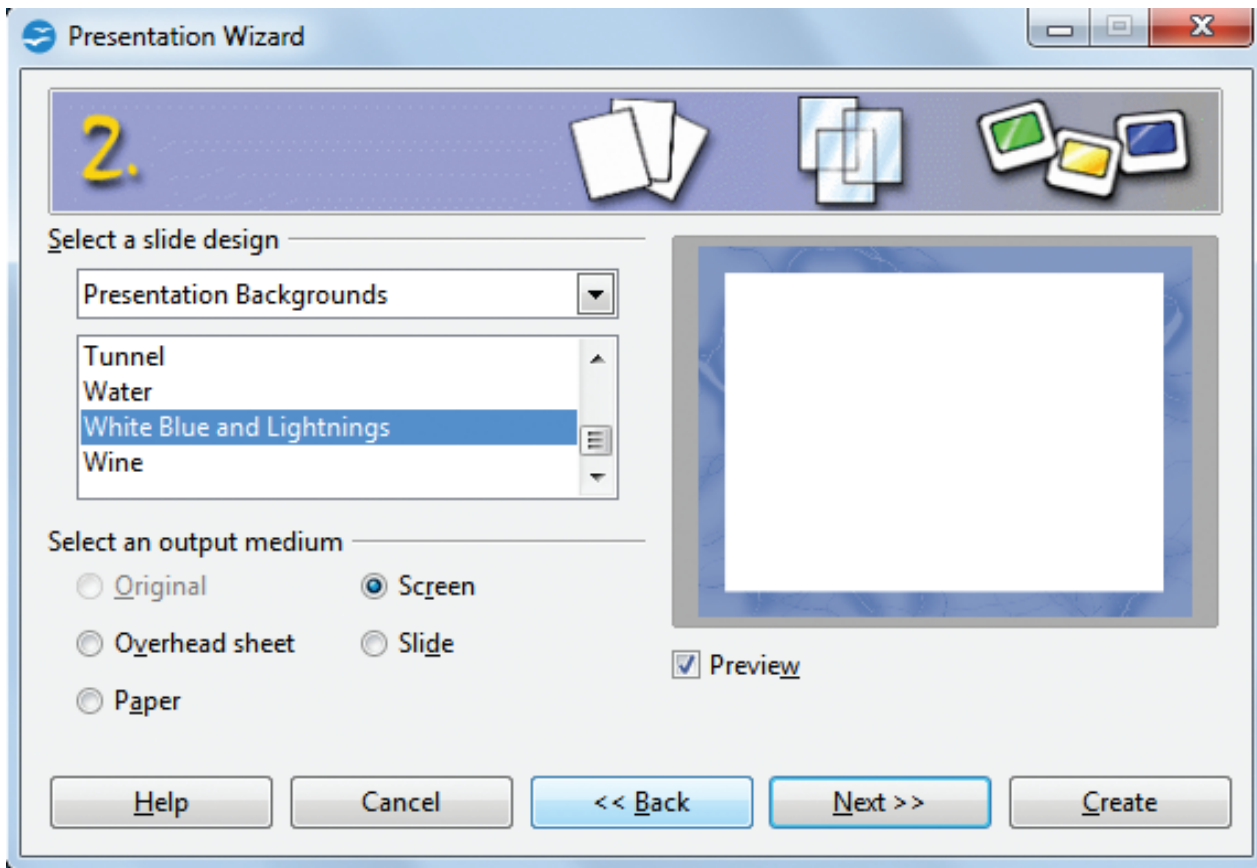 Presentation Wizard
2.
Select a slide design
Presentation Backgrounds
Tunnel
Water
White Blue and Lightnings
Wine
Select an output medium
Original
Screen
Overhead sheet
Slide
Paper
Preview
Help
Cancel
<< Back
Next >>
Create